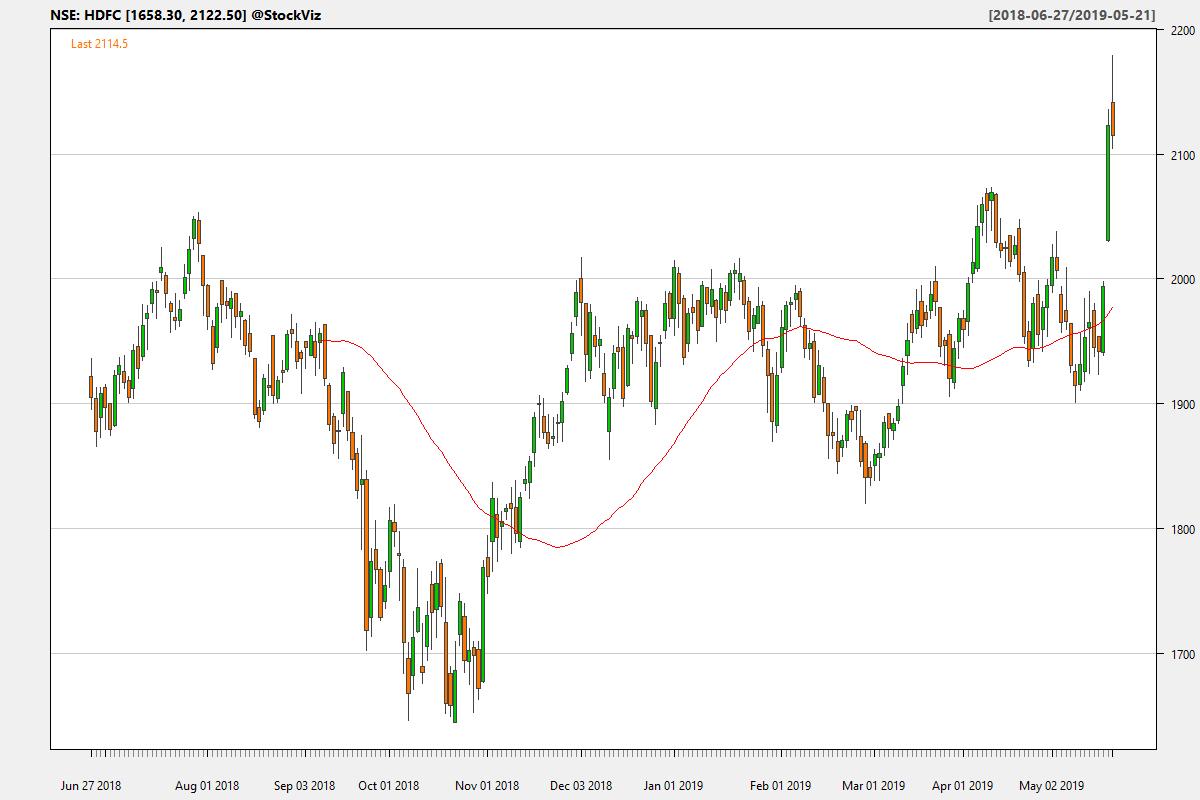 NSE: HDFC [1658.30, 2122.50] @StockViz
[2018-06-27/2019-05-21]
Last 2114.5
2200
2100
2000
1900
1800
1700
Jun 27 2018 Aug 01 2018 Sep 03 2018 Oct 01 2018 Nov 01 2018 Dec 03 2018 Jan 01 2019 Feb 01 2019 Mar 01 2019 Apr 01 2019 May 02 2019